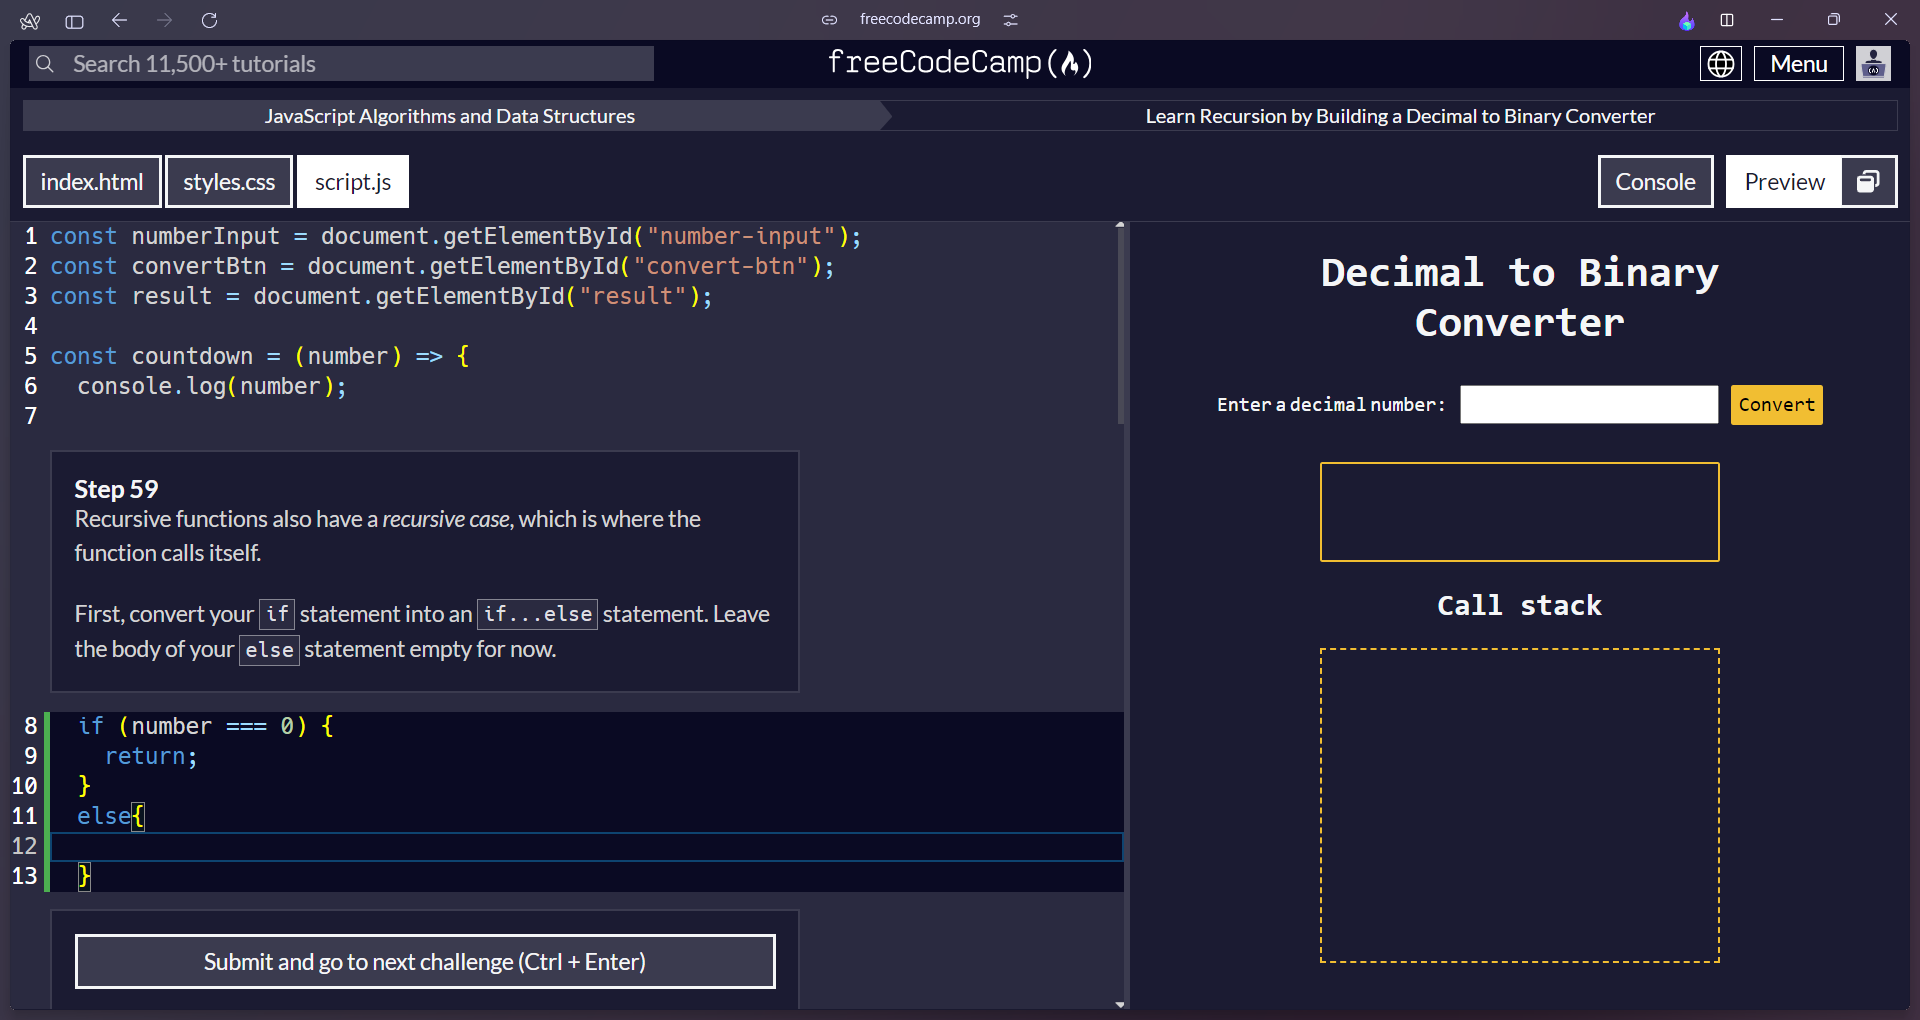 freecodecamp.org
Search 11,500+ tutorials
freeCodeCamp
Menu
JavaScript Algorithms and Data Structures
Learn Recursion by Building a Decimal to Binary Converter
index.html
styles.css
script.js
Console
Preview
1 const numberInput = document.getElementById("number-input");
2 const convertBtn = document.getElementById("convert-btn");
3 const result = document.getElementById("result");
4
5 const countdown = (number) => {
6   console.log(number);
7
Step 59
Recursive functions also have a recursive case, which is where the
function calls itself.
First, convert your if statement into an if...else statement. Leave
the body of your else statement empty for now.
8   if (number === 0) {
9     return;
10   }
11   else{
12
13   }
Submit and go to next challenge (Ctrl + Enter)
Decimal to Binary
Converter
Enter a decimal number:
Convert
Call stack